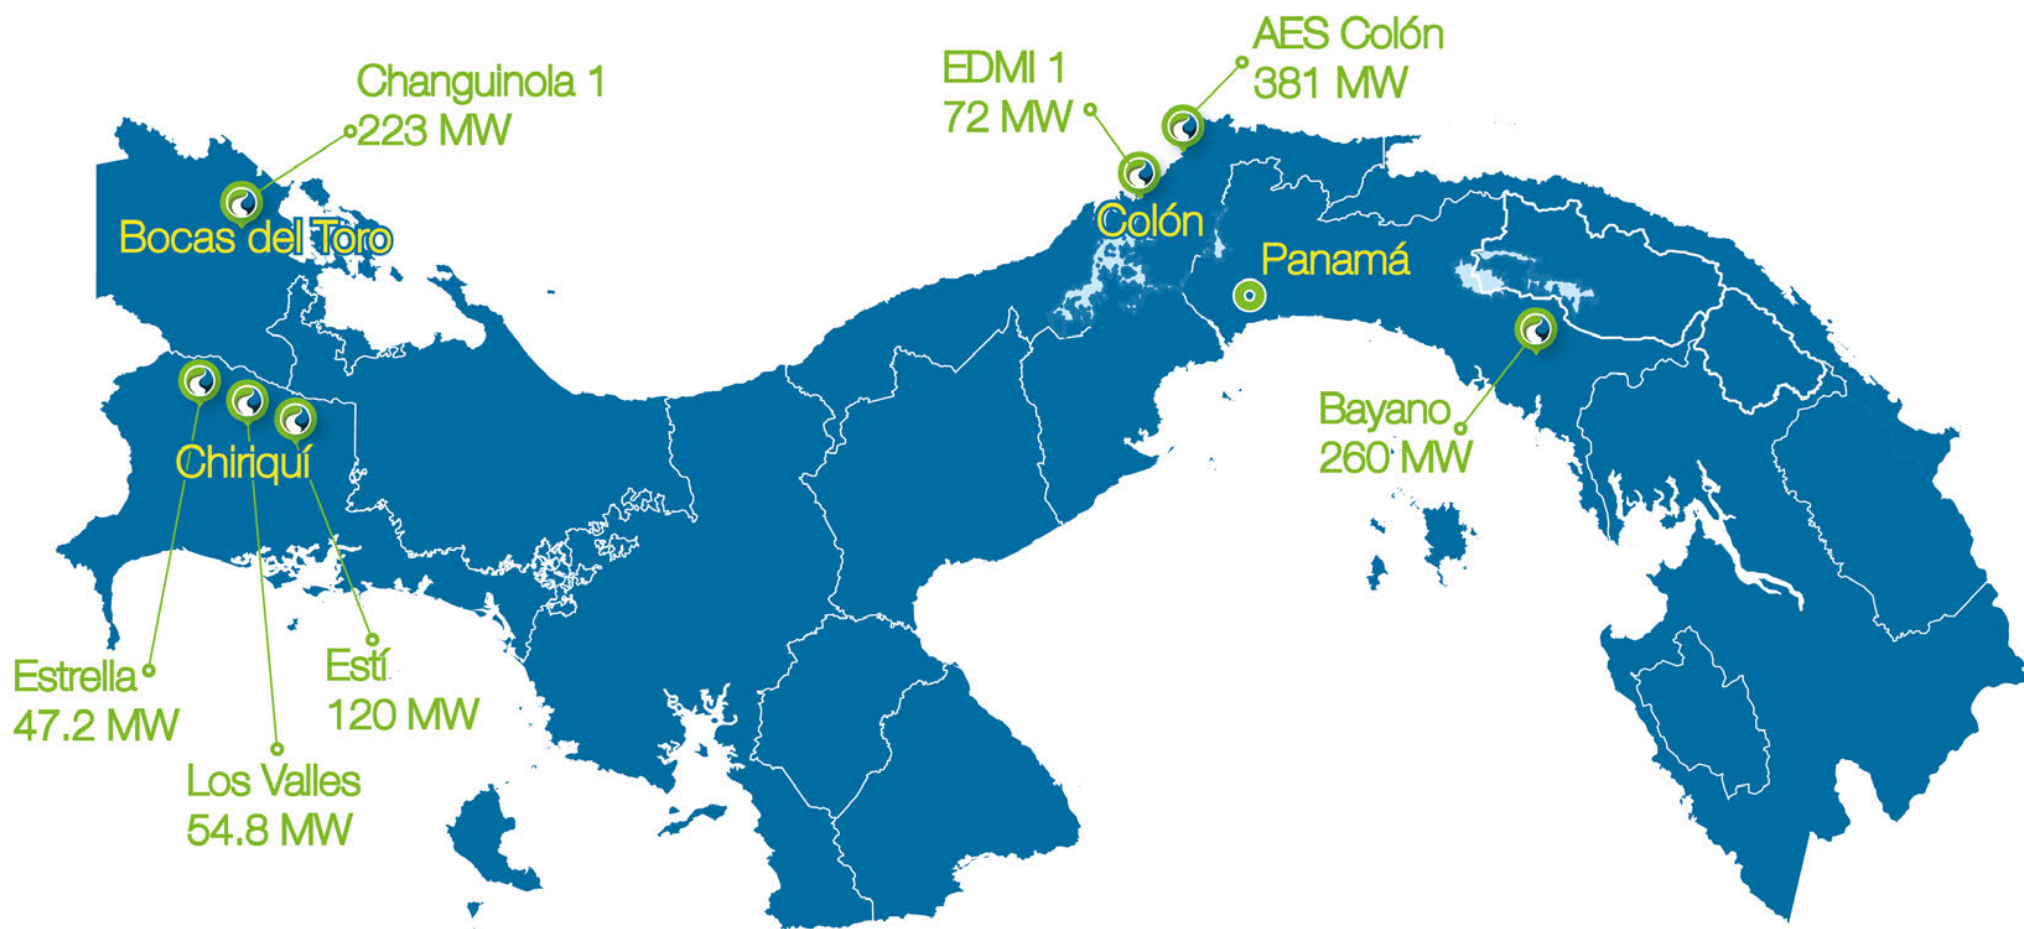 AES Colón
381 MW
EDMI 1
72 MW
Changuinola 1
223 MW
Bocas del Toro
Colón
Panamá
Bayano
260 MW
Chiriquí
Estrella
47.2 MW
Estí
120 MW
Los Valles
54.8 MW